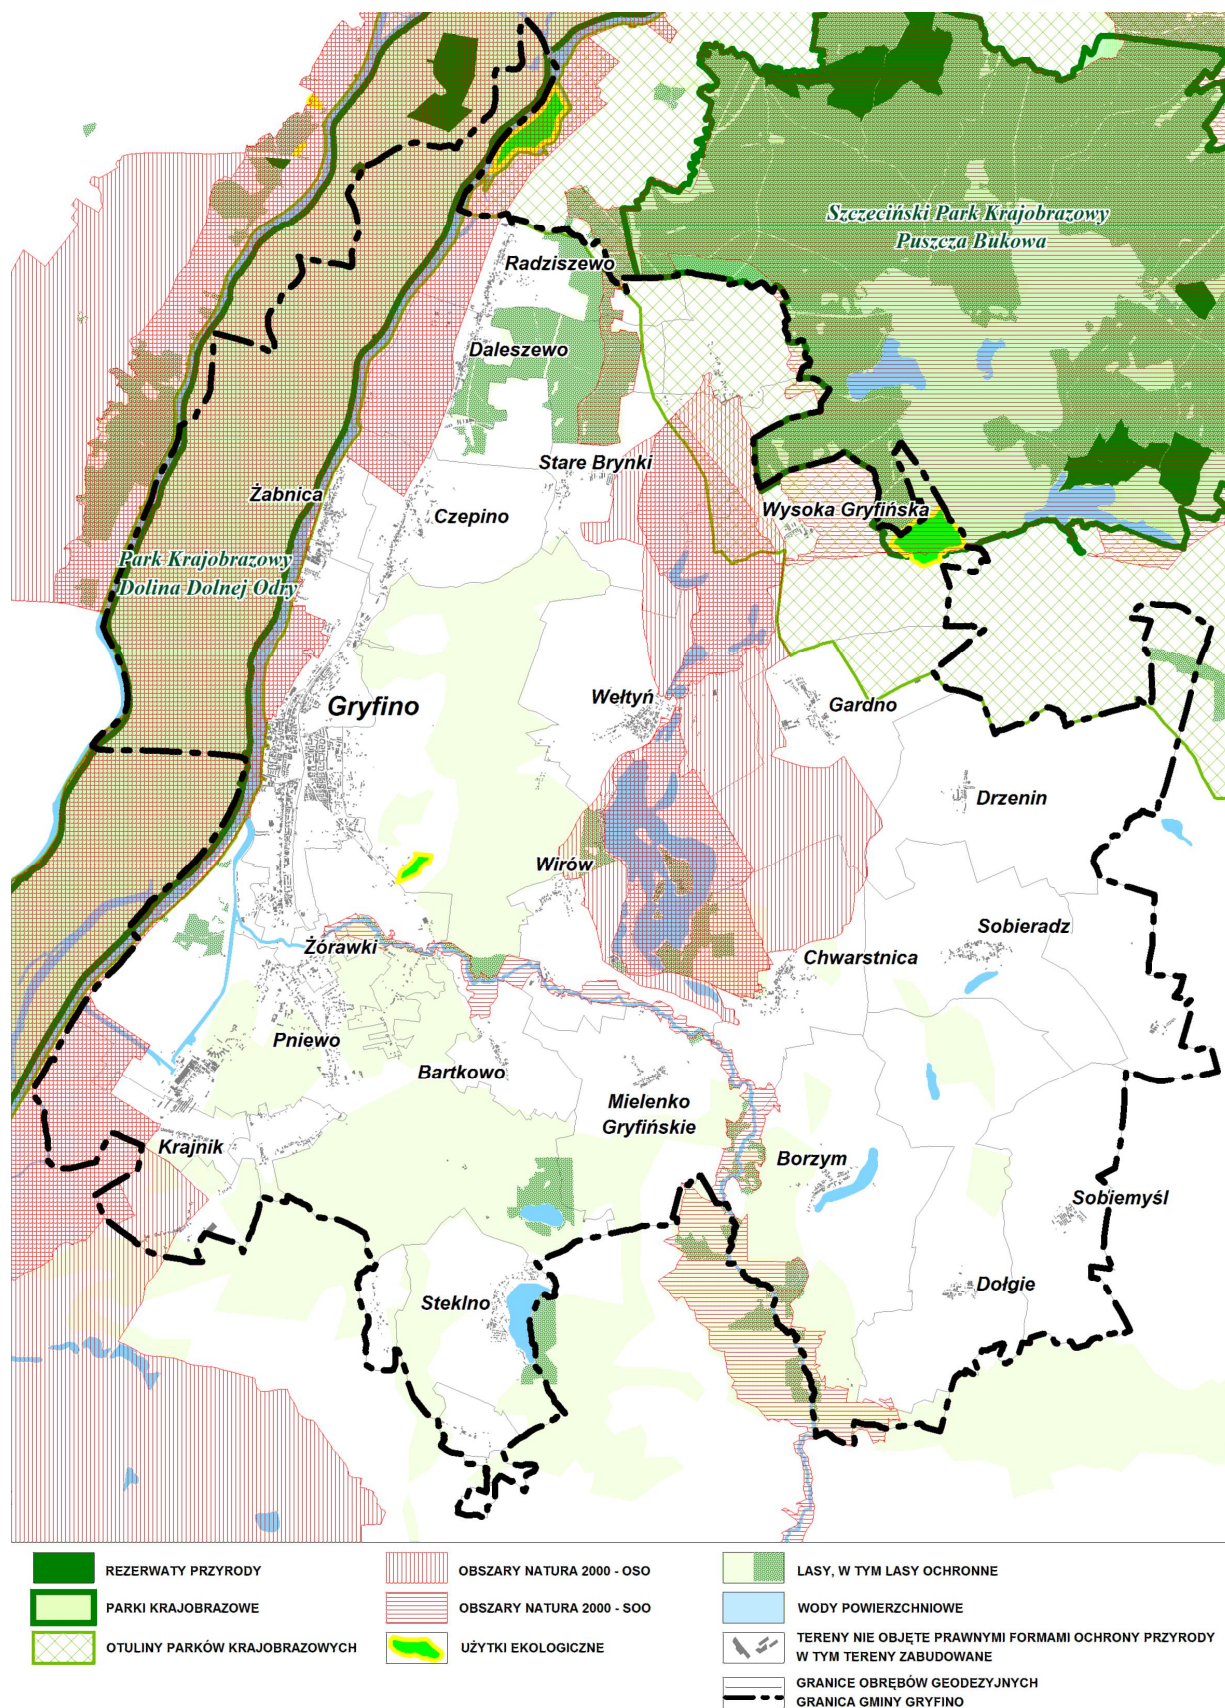 Szczeciński Park Krajobrazowy
Puszcza Bukowa
Radziszewo
Daleszewo
Stare Brynki
Żabnica
Czepino
Wysoka Gryfińska
Park Krajobrazowy
Dolina Dolnej Odry
Gryfino
Wełtyń
Gardno
Drzenin
Wirów
Żórawki
Sobieradz
Chwarstnica
Pniewo
Bartkowo
Mielenko
Gryfińskie
Krajnik
Borzym
Sobiemyśl
Steklno
Dołgie
REZERWATY PRZYRODY
PARKI KRAJOBRAZOWE
OTULINY PARKÓW KRAJOBRAZOWYCH
OBSZARY NATURA 2000 - OSO
OBSZARY NATURA 2000 - SOO
UŻYTKI EKOLOGICZNE
LASY, W TYM LASY OCHRONNE
WODY POWIERZCHNIOWE
TERENY NIE OBJĘTE PRAWNYMI FORMAMI OCHRONY PRZYRODY
W TYM TERENY ZABUDOWANE
GRANICE OBRĘBÓW GEODEZYJNYCH
GRANICA GMINY GRYFINO